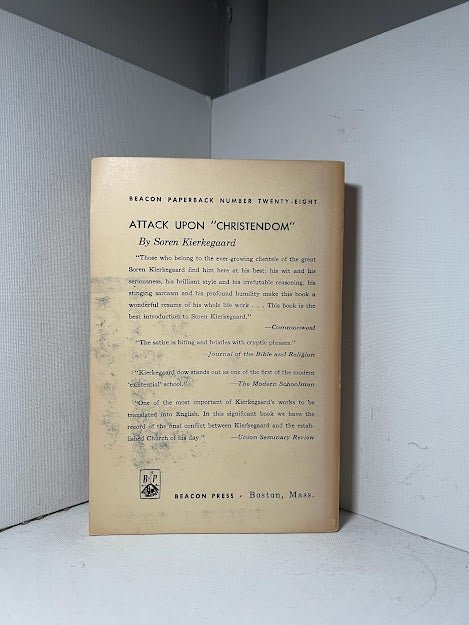 BEACON PAPERBACK NUMBER TWENTY-EIGHT
ATTACK UPON "CHRISTENDOM"
By Soren Kierkegaard
"Those who belong to the ever-growing clientele of the great
Soren Kierkegaard find him here at his best: his wit and his
seriousness, his brilliant style and his irrefutable reasoning, his
stinging sarcasm and his profound humility make this book a
wonderful resume of his whole life work . . . This book is the
best introduction to Soren Kierkegaard."
—Commonweal
"The satire is biting and bristles with cryptic phrases."
—Journal of the Bible and Religion
"Kierkegaard now stands out as one of the first of the modern
'existential' school." —The Modern Schoolman
"One of the most important of Kierkegaard's works to be
translated into English. In this significant book we have the
record of the final conflict between Kierkegaard and the estab-
lished Church of his day." —Union Seminary Review
B P
BEACON PRESS • Boston, Mass.